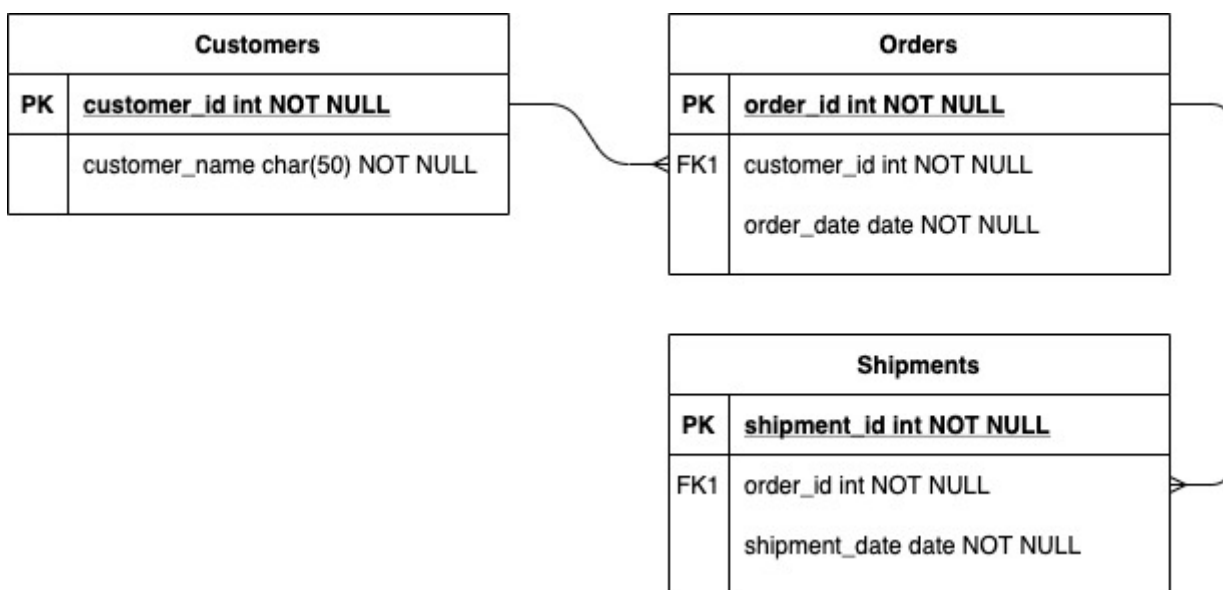 Customers
PK customer_id int NOT NULL
customer_name char(50) NOT NULL
Orders
PK order_id int NOT NULL
FK1 customer_id int NOT NULL
order_date date NOT NULL
Shipments
PK shipment_id int NOT NULL
FK1 order_id int NOT NULL
shipment_date date NOT NULL